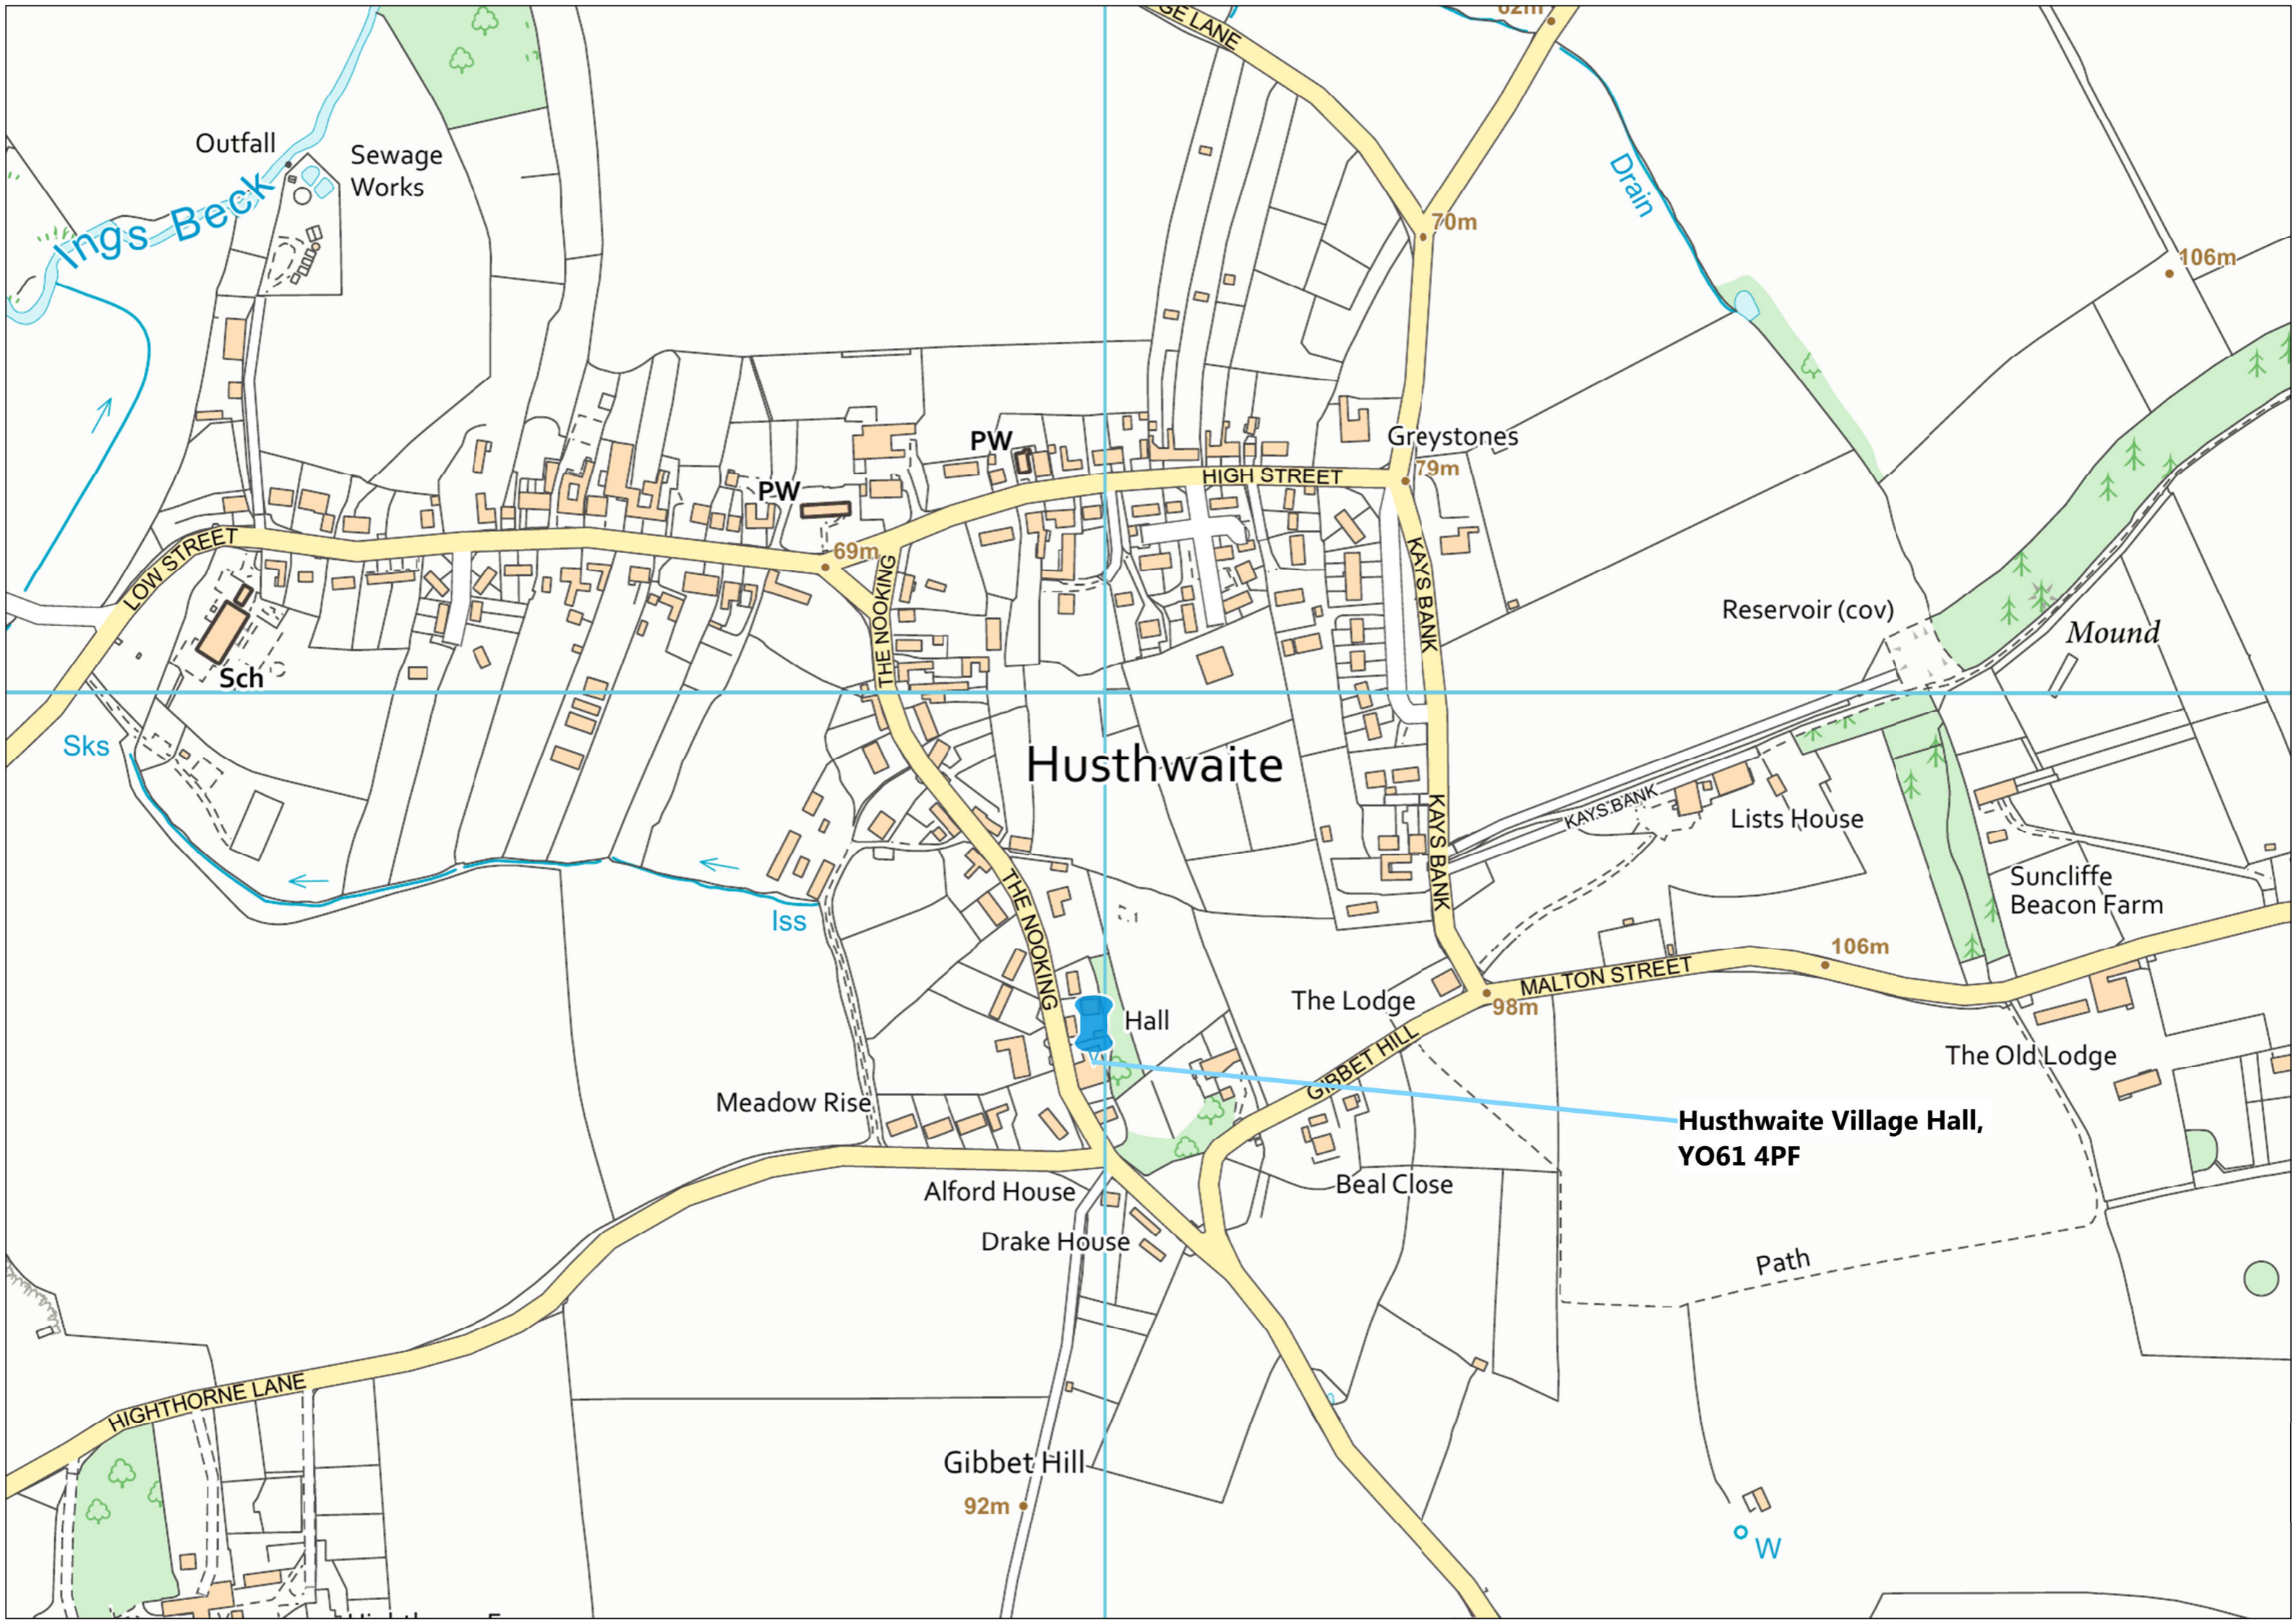 GE LANE
62m
Outfall
Sewage
Works
Ings Beck
Drain
70m
106m
PW
Greystones
HIGH STREET
79m
PW
LOW STREET
69m
THE NOOKING
KAYS BANK
Reservoir (cov)
Mound
Sch
Sks
Husthwaite
KAYS BANK
KAYS BANK
Lists House
THE NOOKING
Suncliffe
Beacon Farm
Iss
106m
MALTON STREET
The Lodge
98m
Hall
GIBBET HILL
The Old Lodge
Meadow Rise
Husthwaite Village Hall,
YO61 4PF
Alford House
Beal Close
Drake House
Path
HIGHTHORNE LANE
Gibbet Hill
92m
W